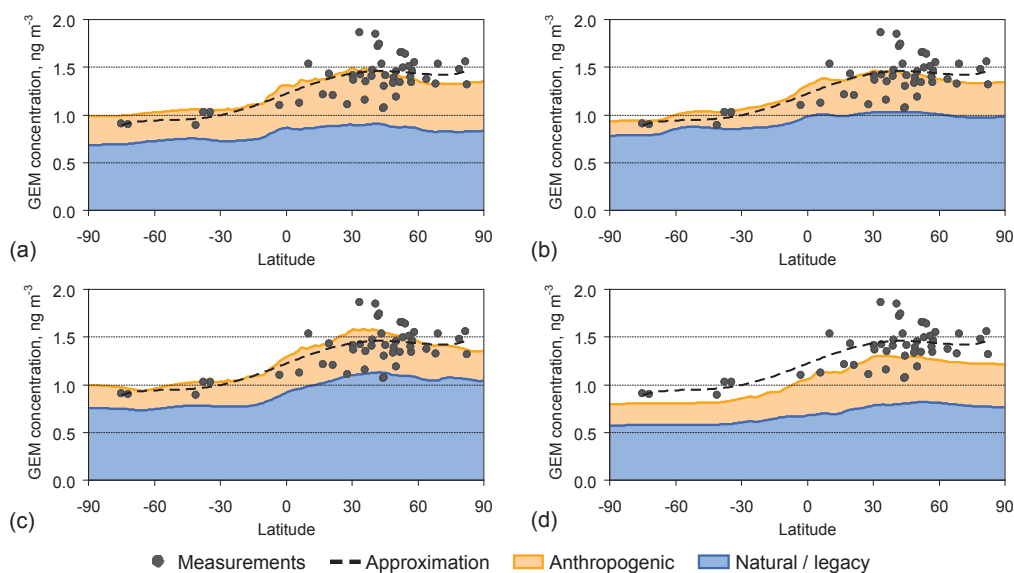 GEM concentration, ng m⁻³
2.0
1.5
1.0
0.5
0.0
-90 -60 -30 0 30 60 90
(a)
Latitude
GEM concentration, ng m⁻³
2.0
1.5
1.0
0.5
0.0
-90 -60 -30 0 30 60 90
(b)
Latitude
GEM concentration, ng m⁻³
2.0
1.5
1.0
0.5
0.0
-90 -60 -30 0 30 60 90
(c)
Latitude
GEM concentration, ng m⁻³
2.0
1.5
1.0
0.5
0.0
-90 -60 -30 0 30 60 90
(d)
Latitude
Measurements Approximation Anthropogenic Natural / legacy